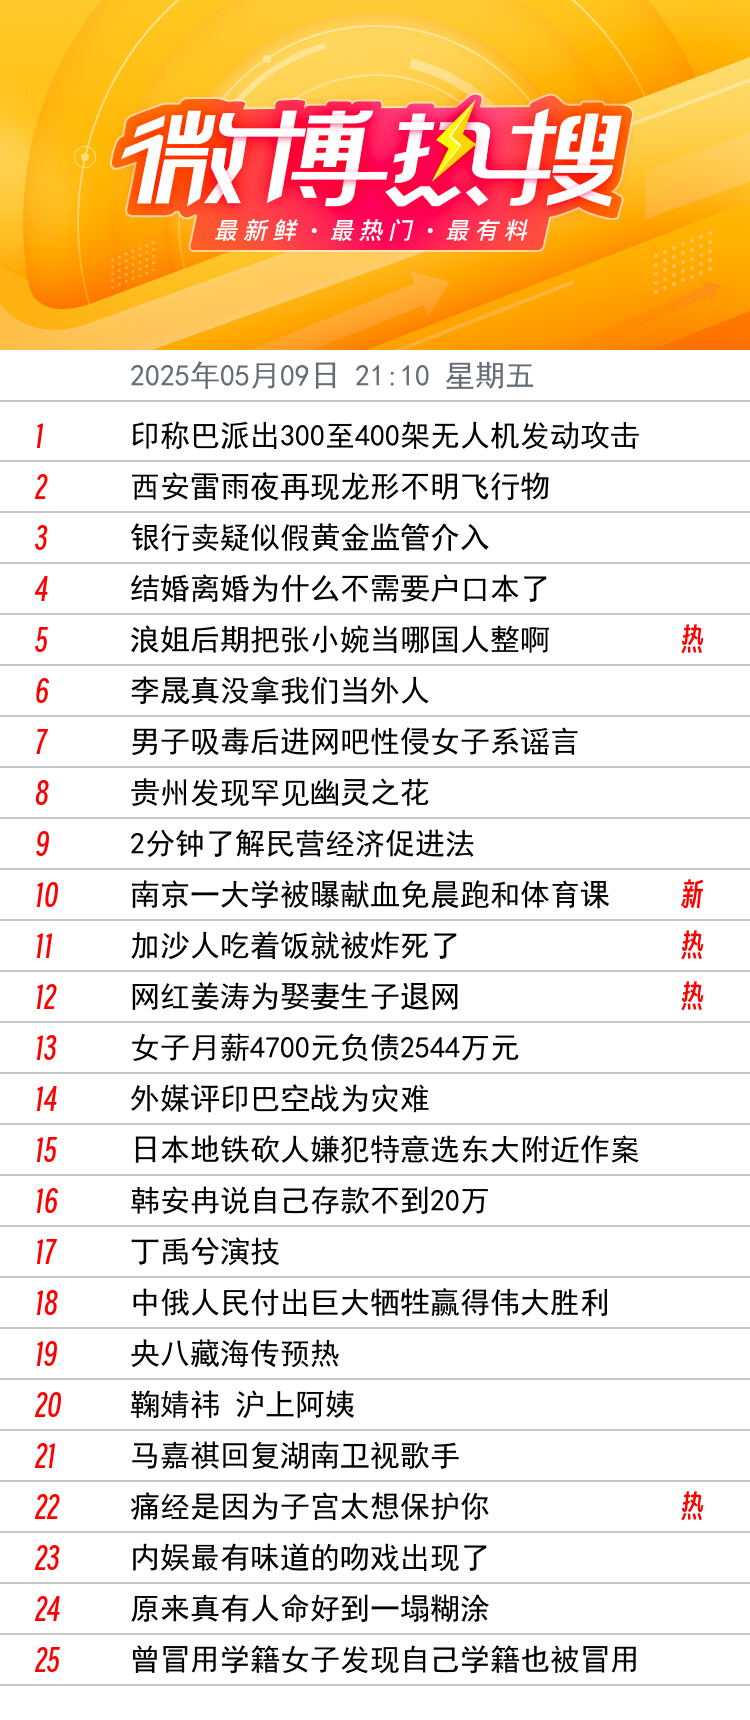 微博热搜
最新鲜·最热门·最有料
2025年05月09日 21:10 星期五
1 印称巴派出300至400架无人机发动攻击
2 西安雷雨夜再现龙形不明飞行物
3 银行卖疑似假黄金监管介入
4 结婚离婚为什么不需要户口本了
5 浪姐后期把张小婉当哪国人整啊 热
6 李晟真没拿我们当外人
7 男子吸毒后进网吧性侵女子系谣言
8 贵州发现罕见幽灵之花
9 2分钟了解民营经济促进法
10 南京一大学被曝献血免晨跑和体育课 新
11 加沙人吃着饭就被炸死了 热
12 网红姜涛为娶妻生子退网 热
13 女子月薪4700元负债2544万元
14 外媒评印巴空战为灾难
15 日本地铁砍人嫌犯特意选东大附近作案
16 韩安冉说自己存款不到20万
17 丁禹兮演技
18 中俄人民付出巨大牺牲赢得伟大胜利
19 央八藏海传预热
20 鞠婧祎 沪上阿姨
21 马嘉祺回复湖南卫视歌手
22 痛经是因为子宫太想保护你 热
23 内娱最有味道的吻戏出现了
24 原来真有人命好到一塌糊涂
25 曾冒用学籍女子发现自己学籍也被冒用